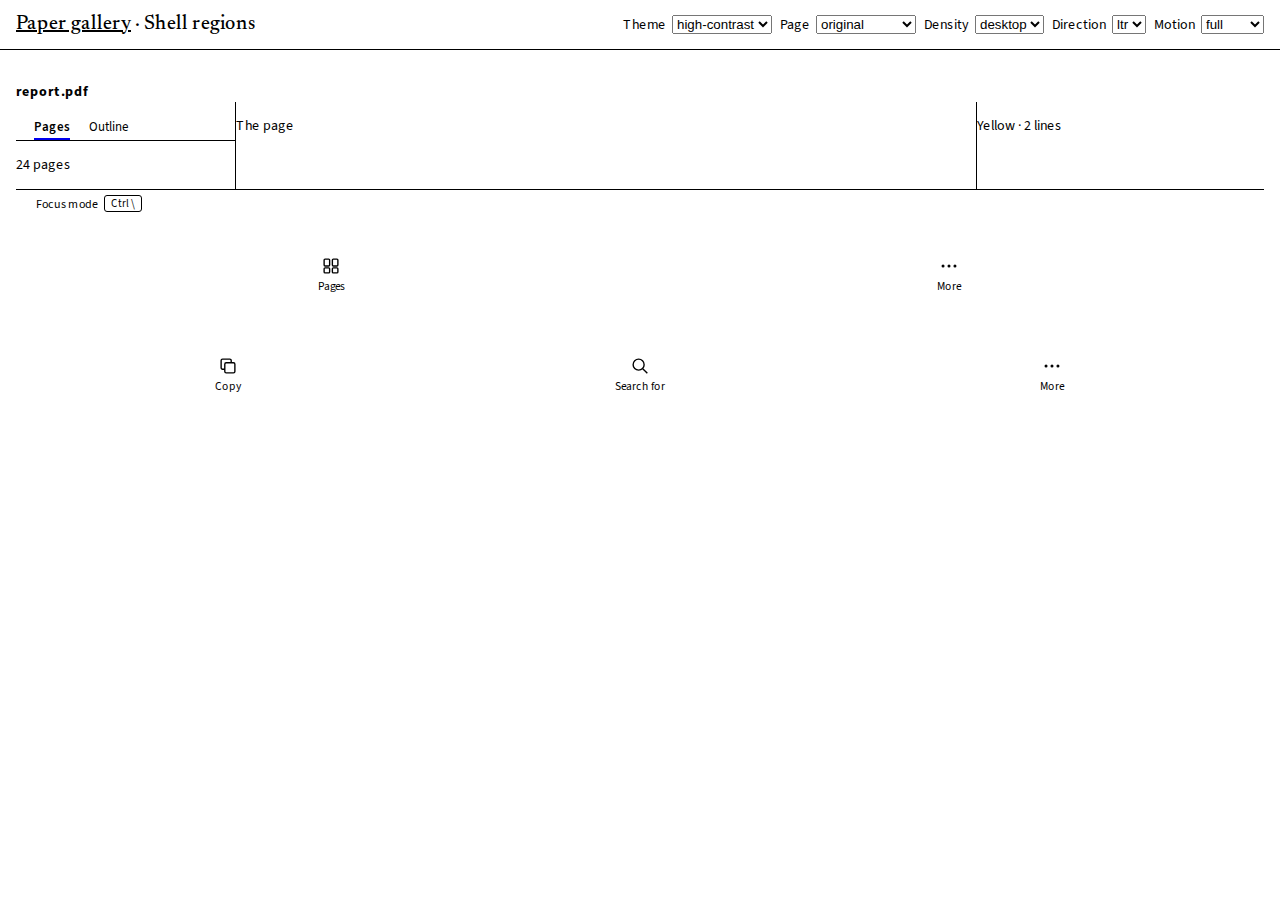 Paper gallery · Shell regions Theme high-contrast Page original Density desktop Direction ltr Motion full
report.pdf
Pages Outline The page Yellow · 2 lines
24 pages
Focus mode Ctrl \
Pages More
Copy Search for More